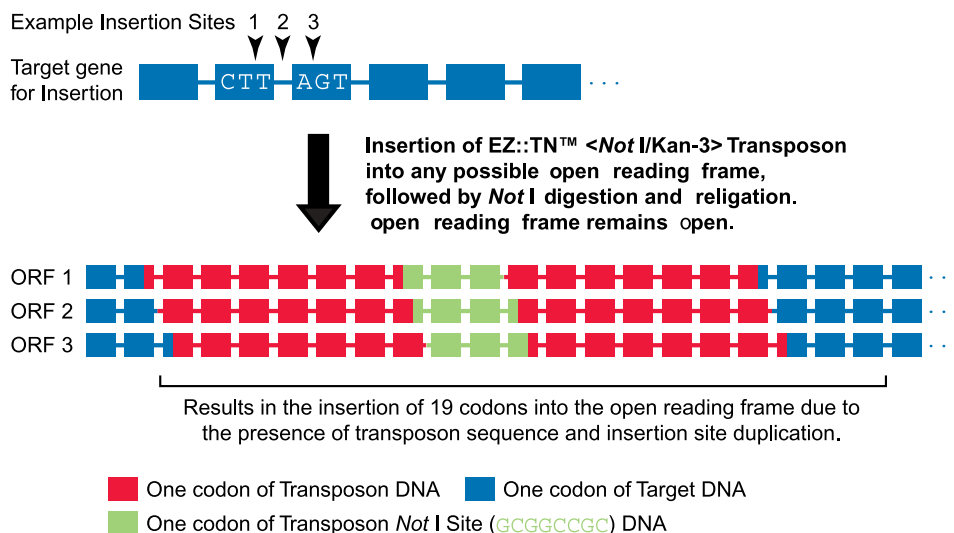 Example Insertion Sites 1 2 3
Target gene
for Insertion
CTT AGT
Insertion of EZ::TN™ <Not I/Kan-3> Transposon
into any possible open reading frame,
followed by Not I digestion and religation.
open reading frame remains open.
ORF 1
ORF 2
ORF 3
Results in the insertion of 19 codons into the open reading frame due to
the presence of transposon sequence and insertion site duplication.
One codon of Transposon DNA One codon of Target DNA
One codon of Transposon Not I Site (GCGGCCGC) DNA